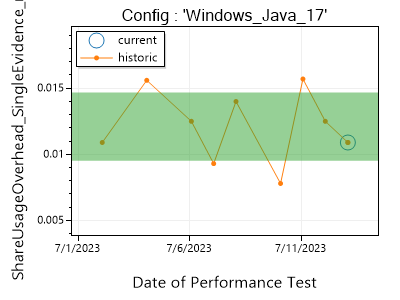 Config : 'Windows_Java_17'
current
historic
0.015
0.01
0.005
7/1/2023
7/6/2023
7/11/2023
Date of Performance Test
ShareUsageOverhead_SingleEvidence_